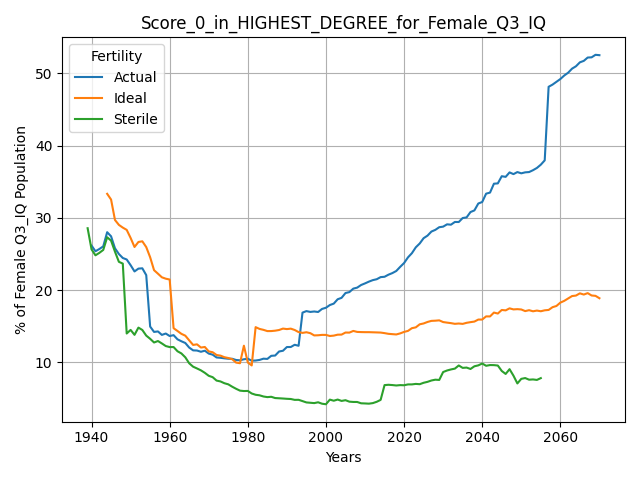 Score_0_in_HIGHEST_DEGREE_for_Female_Q3_IQ
Fertility
Actual
Ideal
Sterile
% of Female Q3_IQ Population
50
40
30
20
10
1940 1960 1980 2000 2020 2040 2060
Years